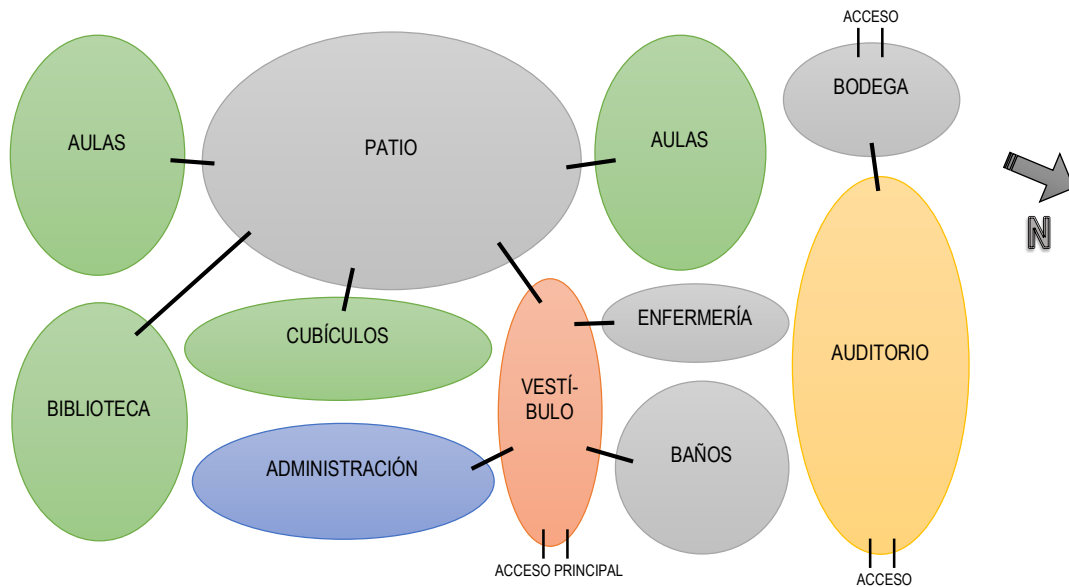 ACCESO
BODEGA
AULAS
PATIO
AULAS
N
ENFERMERÍA
CUBÍCULOS
AUDITORIO
VESTÍ-
BULO
BIBLIOTECA
ADMINISTRACIÓN
BAÑOS
ACCESO PRINCIPAL
ACCESO